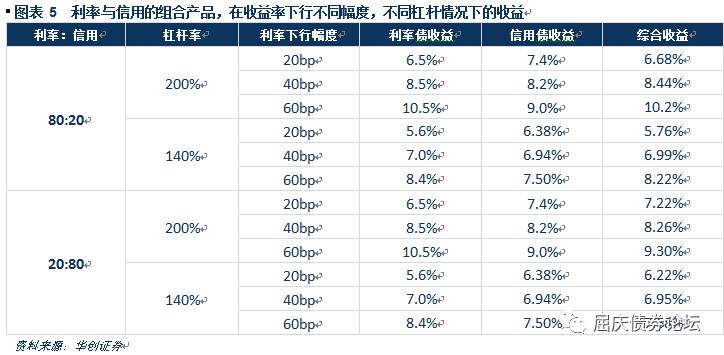 图表 5 利率与信用的组合产品，在收益率下行不同幅度，不同杠杆情况下的收益
利率：信用 杠杆率 利率下行幅度 利率债收益 信用债收益 综合收益
80:20 200% 20bp 6.5% 7.4% 6.68%
40bp 8.5% 8.2% 8.44%
60bp 10.5% 9.0% 10.2%
140% 20bp 5.6% 6.38% 5.76%
40bp 7.0% 6.94% 6.99%
60bp 8.4% 7.50% 8.22%
20:80 200% 20bp 6.5% 7.4% 7.22%
40bp 8.5% 8.2% 8.26%
60bp 10.5% 9.0% 9.30%
140% 20bp 5.6% 6.38% 6.22%
40bp 7.0% 6.94% 6.95%
60bp 8.4% 7.50%
屈庆债券论坛
资料来源：华创证券